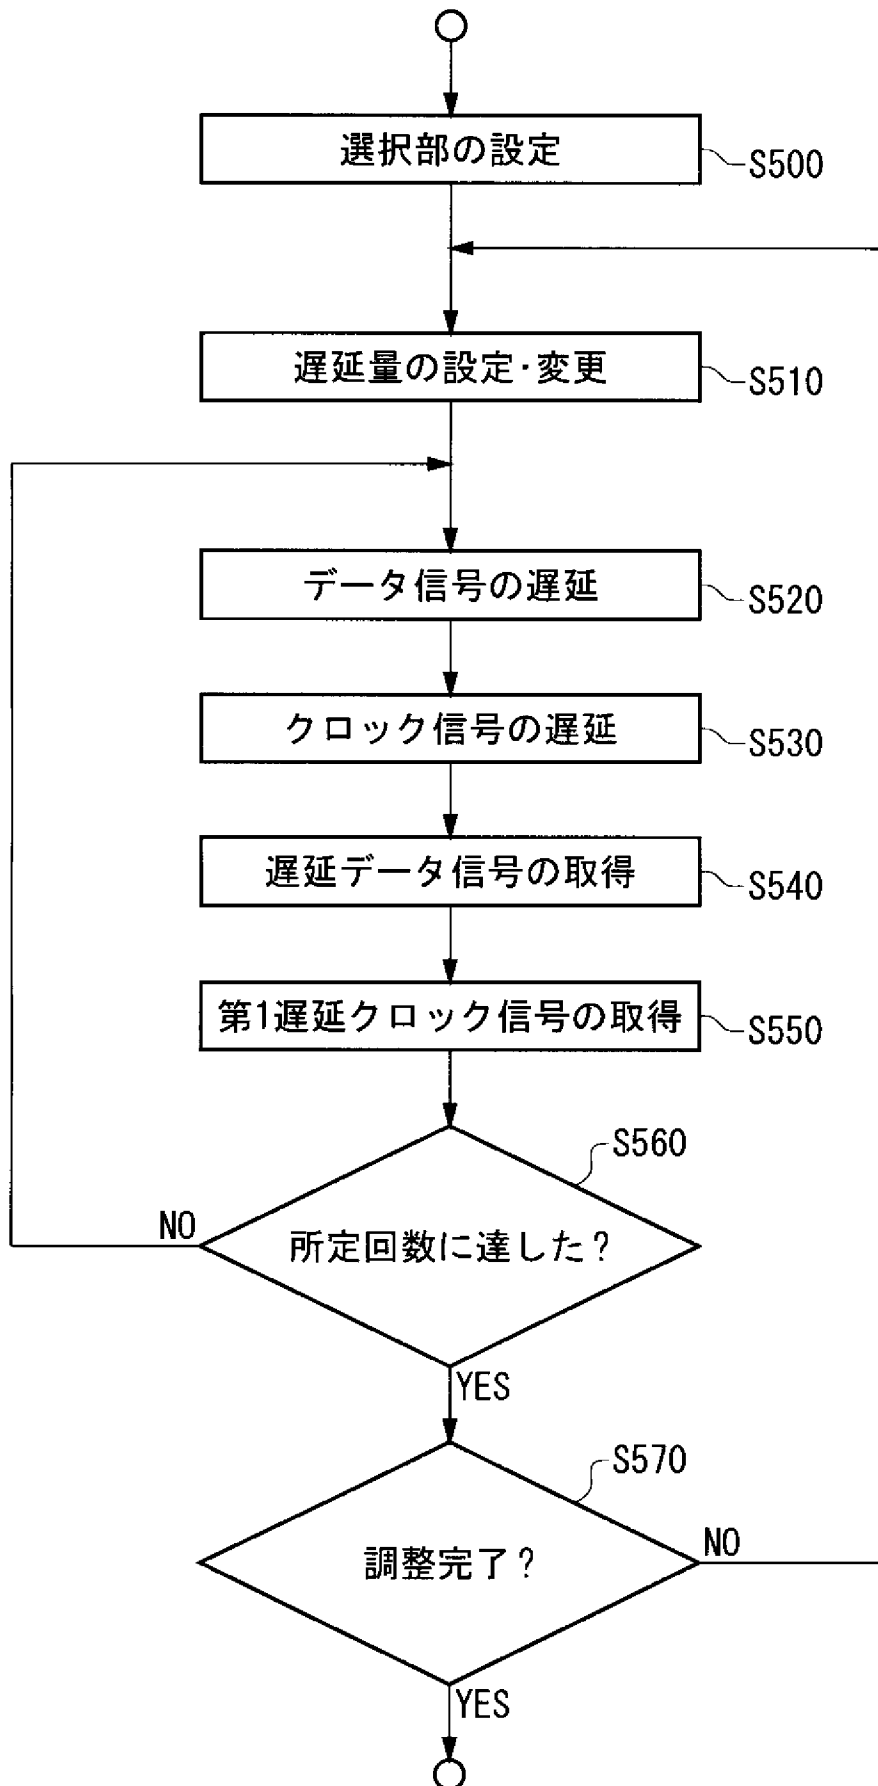 選択部の設定
S500
遅延量の設定・変更
S510
データ信号の遅延
S520
クロック信号の遅延
S530
遅延データ信号の取得
S540
第1遅延クロック信号の取得
S550
S560
所定回数に達した?
NO
YES
S570
調整完了?
NO
YES